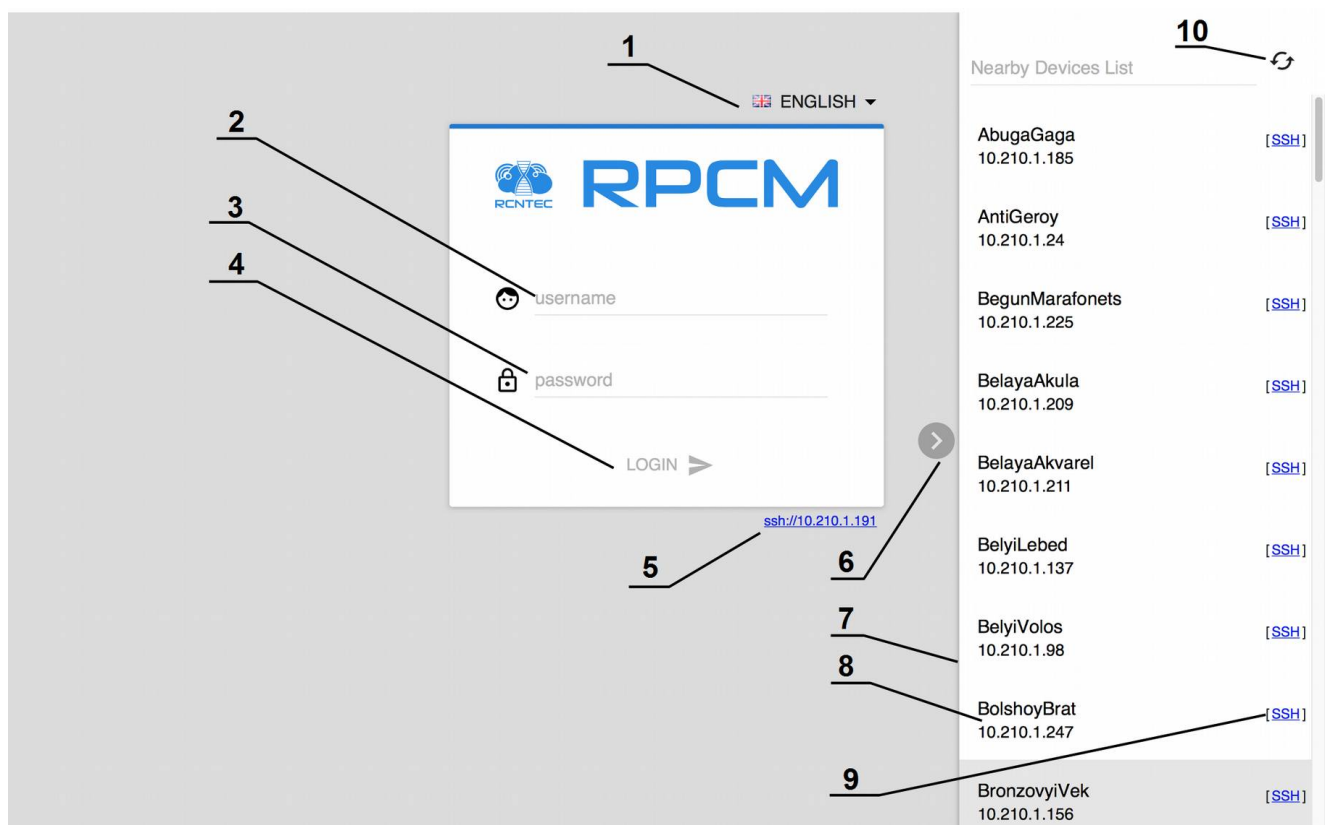 1
ENGLISH
2
RCNTEC
RPCM
3
4
username
password
LOGIN
ssh://10.210.1.191
5
6
7
8
9
10
Nearby Devices List
AbugaGaga
10.210.1.185
[SSH]
AntiGeroy
10.210.1.24
[SSH]
BegunMarafonets
10.210.1.225
[SSH]
BelayaAkula
10.210.1.209
[SSH]
BelayaAkvarel
10.210.1.211
[SSH]
BelyiLebed
10.210.1.137
[SSH]
BelyiVolos
10.210.1.98
[SSH]
BolshoyBrat
10.210.1.247
[SSH]
BronzovyiVek
10.210.1.156
[SSH]